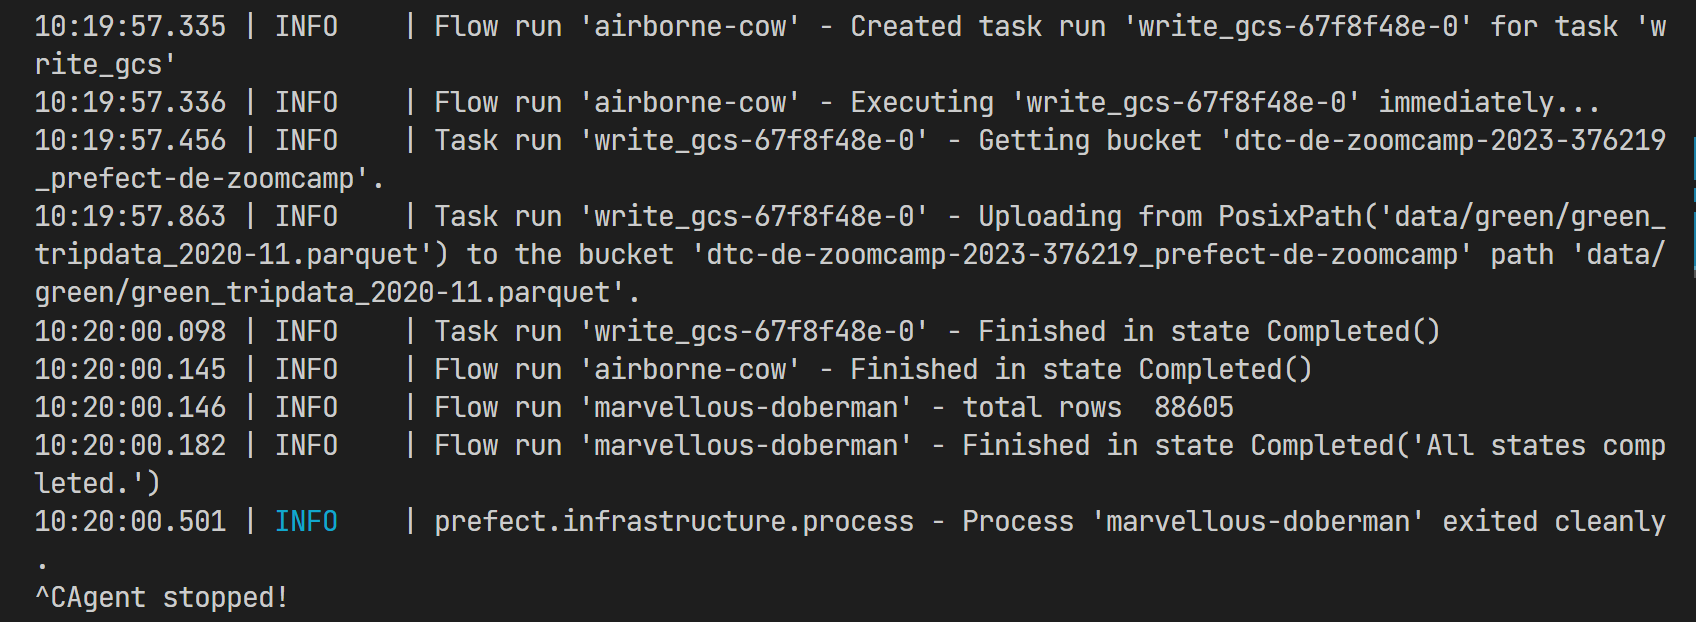 10:19:57.335 | INFO    | Flow run 'airborne-cow' - Created task run 'write_gcs-67f8f48e-0' for task 'w
rite_gcs'
10:19:57.336 | INFO    | Flow run 'airborne-cow' - Executing 'write_gcs-67f8f48e-0' immediately...
10:19:57.456 | INFO    | Task run 'write_gcs-67f8f48e-0' - Getting bucket 'dtc-de-zoomcamp-2023-376219
_prefect-de-zoomcamp'.
10:19:57.863 | INFO    | Task run 'write_gcs-67f8f48e-0' - Uploading from PosixPath('data/green/green_
tripdata_2020-11.parquet') to the bucket 'dtc-de-zoomcamp-2023-376219_prefect-de-zoomcamp' path 'data/
green/green_tripdata_2020-11.parquet'.
10:20:00.098 | INFO    | Task run 'write_gcs-67f8f48e-0' - Finished in state Completed()
10:20:00.145 | INFO    | Flow run 'airborne-cow' - Finished in state Completed()
10:20:00.146 | INFO    | Flow run 'marvellous-doberman' - total rows  88605
10:20:00.182 | INFO    | Flow run 'marvellous-doberman' - Finished in state Completed('All states comp
leted.')
10:20:00.501 | INFO    | prefect.infrastructure.process - Process 'marvellous-doberman' exited cleanly
.
^CAgent stopped!